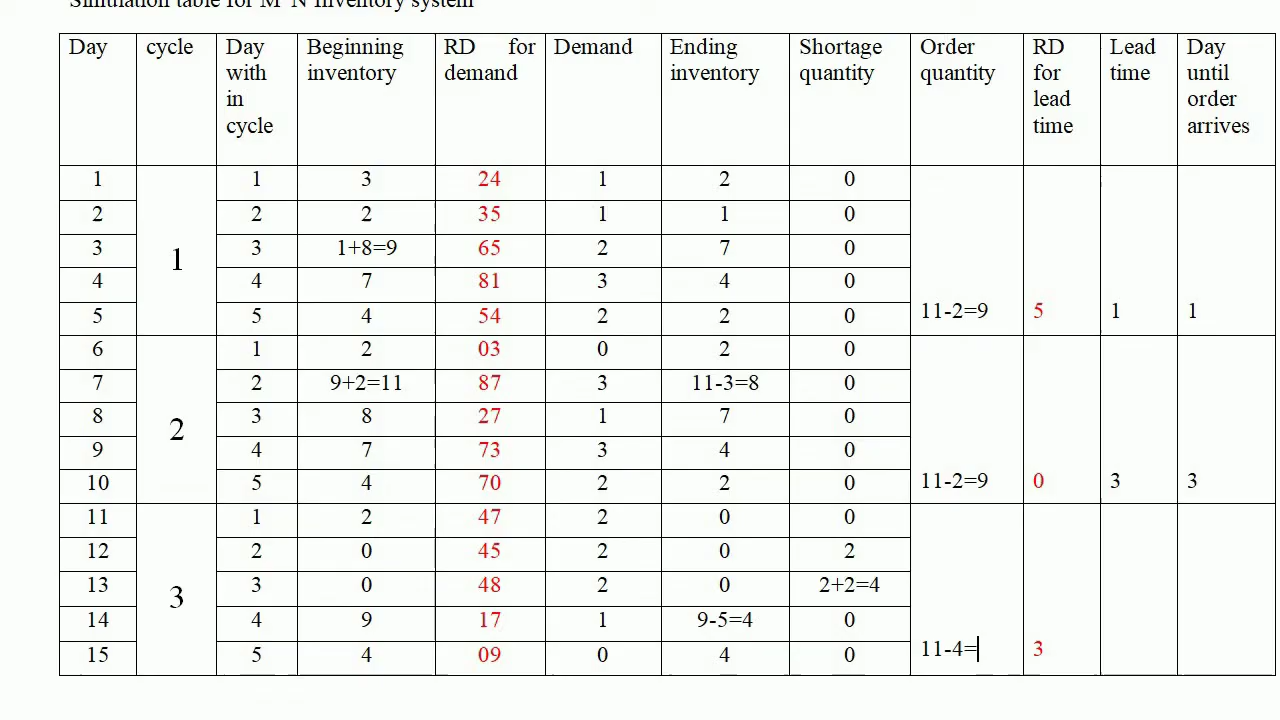 Simulation table for M N Inventory system
Day cycle Day with in cycle Beginning inventory RD for demand Demand Ending inventory Shortage quantity Order quantity RD for lead time Lead time Day until order arrives
1 1 3 24 1 2 0
2 2 2 35 1 1 0
3 1 3 1+8=9 65 2 7 0
4 4 7 81 3 4 0
5 5 4 54 2 2 0 11-2=9 5 1 1
6 1 2 03 0 2 0
7 2 9+2=11 87 3 11-3=8 0
8 2 3 8 27 1 7 0
9 4 7 73 3 4 0
10 5 4 70 2 2 0 11-2=9 0 3 3
11 1 2 47 2 0 0
12 2 0 45 2 0 2
13 3 3 0 48 2 0 2+2=4
14 4 9 17 1 9-5=4 0
15 5 4 09 0 4 0 11-4= 3